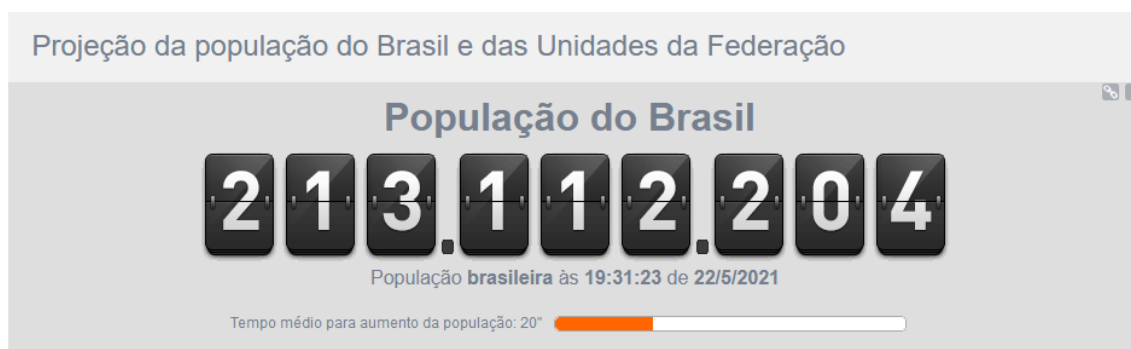 Projeção da população do Brasil e das Unidades da Federação
População do Brasil
213.112.204
População brasileira às 19:31:23 de 22/5/2021
Tempo médio para aumento da população: 20"